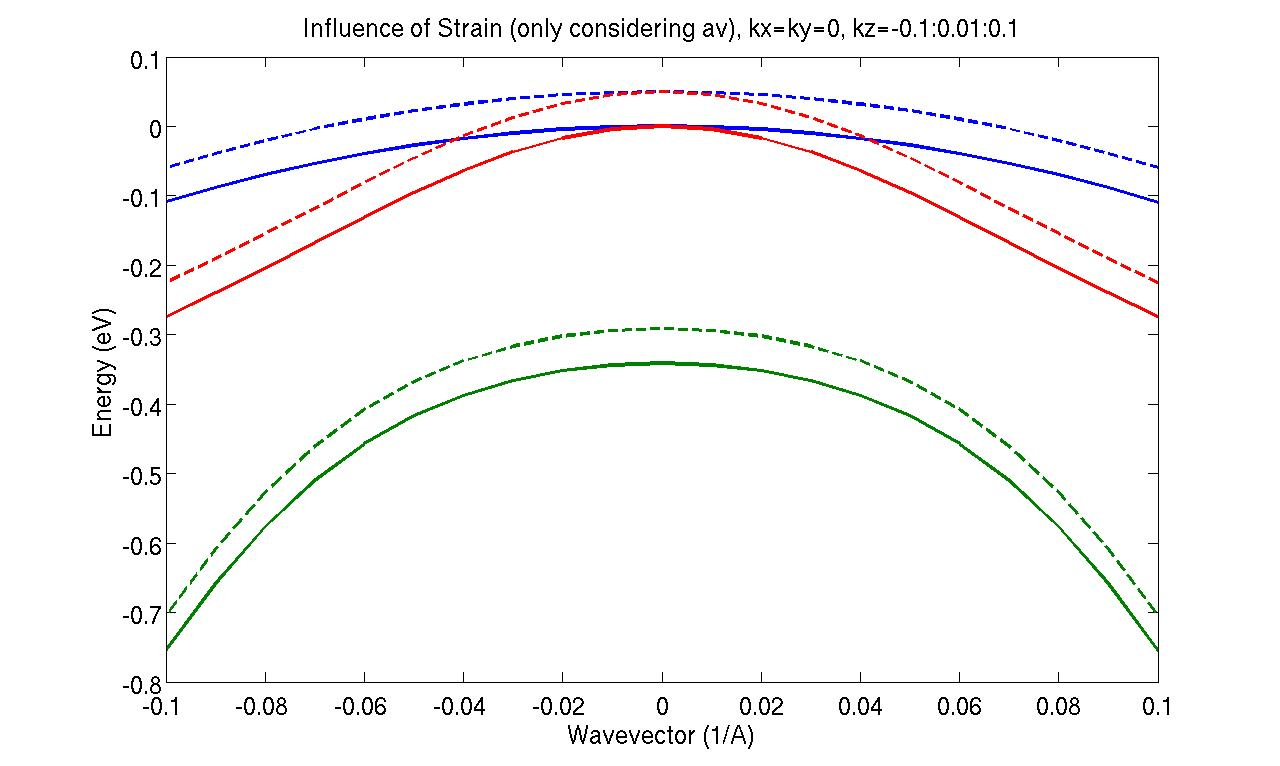 Influence of Strain (only considering av), kx=ky=0, kz=-0.1:0.01:0.1
0.1
0
-0.1
-0.2
-0.3
-0.4
-0.5
-0.6
-0.7
-0.8
Energy (eV)
-0.1 -0.08 -0.06 -0.04 -0.02 0 0.02 0.04 0.06 0.08 0.1
Wavevector (1/A)